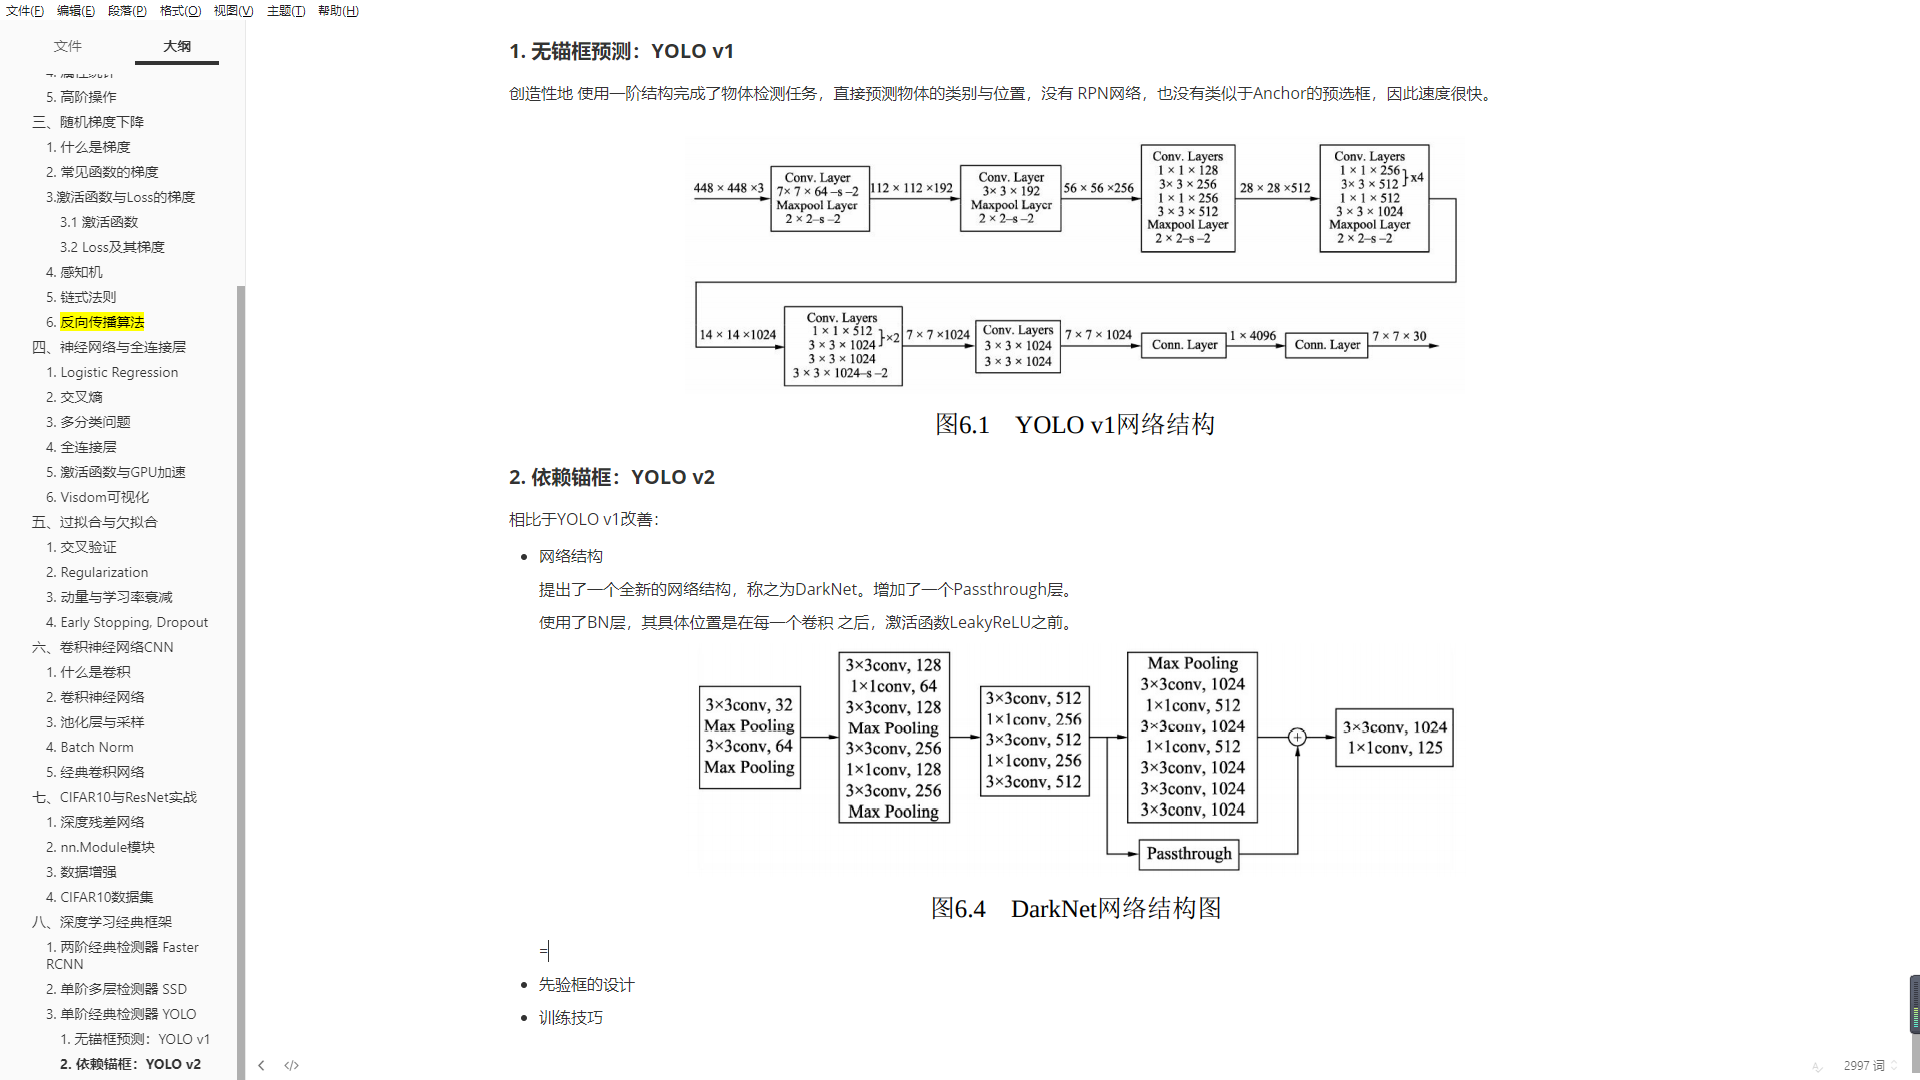 文件(F) 编辑(E) 段落(P) 格式(O) 视图(V) 主题(T) 帮助(H)
文件 大纲
5. 高阶操作
三、随机梯度下降
1. 什么是梯度
2. 常见函数的梯度
3.激活函数与Loss的梯度
3.1 激活函数
3.2 Loss及其梯度
4. 感知机
5. 链式法则
6. 反向传播算法
四、神经网络与全连接层
1. Logistic Regression
2. 交叉熵
3. 多分类问题
4. 全连接层
5. 激活函数与GPU加速
6. Visdom可视化
五、过拟合与欠拟合
1. 交叉验证
2. Regularization
3. 动量与学习率衰减
4. Early Stopping, Dropout
六、卷积神经网络CNN
1. 什么是卷积
2. 卷积神经网络
3. 池化层与采样
4. Batch Norm
5. 经典卷积网络
七、CIFAR10与ResNet实战
1. 深度残差网络
2. nn.Module模块
3. 数据增强
4. CIFAR10数据集
八、深度学习经典框架
1. 两阶经典检测器 Faster
RCNN
2. 单阶多层检测器 SSD
3. 单阶经典检测器 YOLO
1. 无锚框预测：YOLO v1
2. 依赖锚框：YOLO v2
1. 无锚框预测：YOLO v1
创造性地 使用一阶结构完成了物体检测任务，直接预测物体的类别与位置，没有 RPN网络，也没有类似于Anchor的预选框，因此速度很快。
448 × 448 ×3
Conv. Layer
7× 7 × 64 –s –2
Maxpool Layer
2 × 2–s –2
112 × 112 ×192
Conv. Layer
3× 3 × 192
Maxpool Layer
2 × 2–s –2
56 × 56 ×256
Conv. Layers
1 × 1 × 128
3× 3 × 256
1 × 1 × 256
3 × 3 × 512
Maxpool Layer
2 × 2–s –2
28 × 28 ×512
Conv. Layers
1 × 1 × 256
3× 3 × 512 }×4
1 × 1 × 512
3 × 3 × 1024
Maxpool Layer
2 × 2–s –2
14 × 14 ×1024
Conv. Layers
1 × 1 × 512
3 × 3 × 1024 }×2
3 × 3 × 1024
3 × 3 × 1024–s –2
7 × 7 ×1024
Conv. Layers
3 × 3 × 1024
3 × 3 × 1024
7 × 7 × 1024
Conn. Layer
1 × 4096
Conn. Layer
7 × 7 × 30
图6.1 YOLO v1网络结构
2. 依赖锚框：YOLO v2
相比于YOLO v1改善：
• 网络结构
提出了一个全新的网络结构，称之为DarkNet。增加了一个Passthrough层。
使用了BN层，其具体位置是在每一个卷积 之后，激活函数LeakyReLU之前。
3×3conv, 32
Max Pooling
3×3conv, 64
Max Pooling
3×3conv, 128
1×1conv, 64
3×3conv, 128
Max Pooling
3×3conv, 256
1×1conv, 128
3×3conv, 256
Max Pooling
3×3conv, 512
1×1conv, 256
3×3conv, 512
1×1conv, 256
3×3conv, 512
Max Pooling
3×3conv, 1024
1×1conv, 512
3×3conv, 1024
1×1conv, 512
3×3conv, 1024
3×3conv, 1024
3×3conv, 1024
Passthrough
+
3×3conv, 1024
1×1conv, 125
图6.4 DarkNet网络结构图
=
• 先验框的设计
• 训练技巧
2997 词